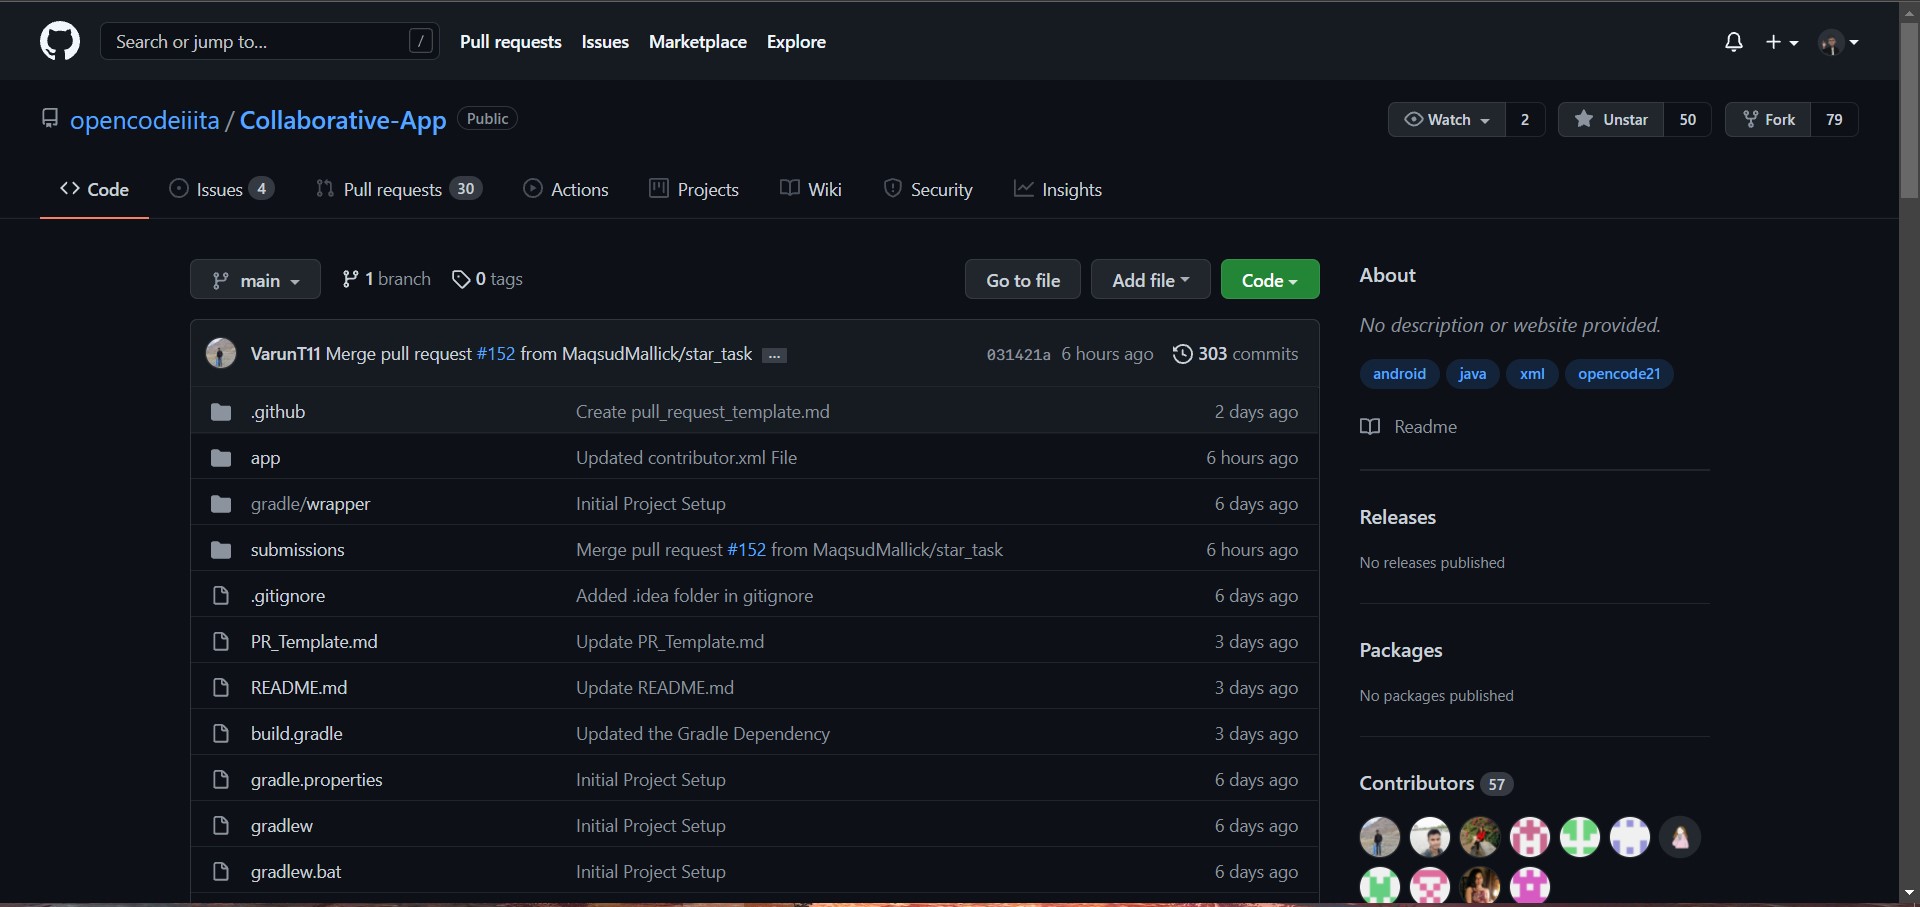 Search or jump to... /
Pull requests Issues Marketplace Explore
opencodeiiita / Collaborative-App Public
Watch 2 Unstar 50 Fork 79
Code Issues 4 Pull requests 30 Actions Projects Wiki Security Insights
main 1 branch 0 tags Go to file Add file Code
VarunT11 Merge pull request #152 from MaqsudMallick/star_task ... 031421a 6 hours ago 303 commits
.github Create pull_request_template.md 2 days ago
app Updated contributor.xml File 6 hours ago
gradle/wrapper Initial Project Setup 6 days ago
submissions Merge pull request #152 from MaqsudMallick/star_task 6 hours ago
.gitignore Added .idea folder in gitignore 6 days ago
PR_Template.md Update PR_Template.md 3 days ago
README.md Update README.md 3 days ago
build.gradle Updated the Gradle Dependency 3 days ago
gradle.properties Initial Project Setup 6 days ago
gradlew Initial Project Setup 6 days ago
gradlew.bat Initial Project Setup 6 days ago
About
No description or website provided.
android java xml opencode21
Readme
Releases
No releases published
Packages
No packages published
Contributors 57